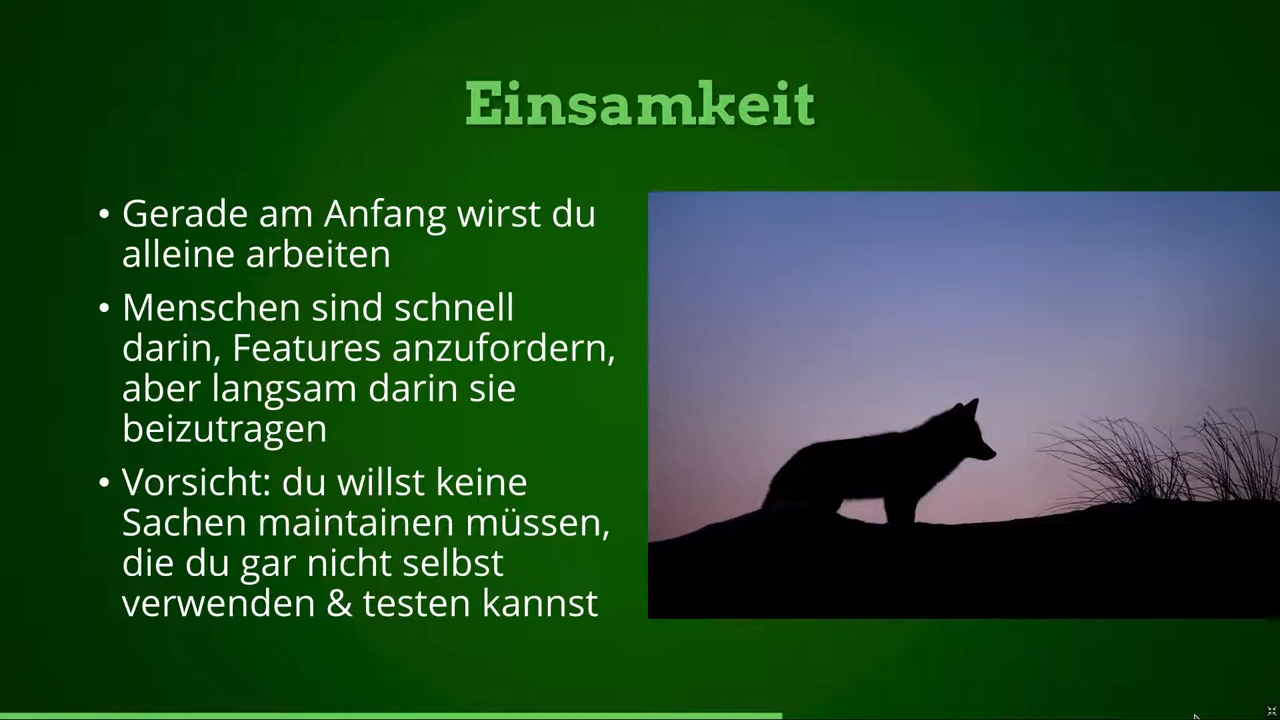 Einsamkeit
• Gerade am Anfang wirst du
alleine arbeiten
• Menschen sind schnell
darin, Features anzufordern,
aber langsam darin sie
beizutragen
• Vorsicht: du willst keine
Sachen maintainen müssen,
die du gar nicht selbst
verwenden & testen kannst